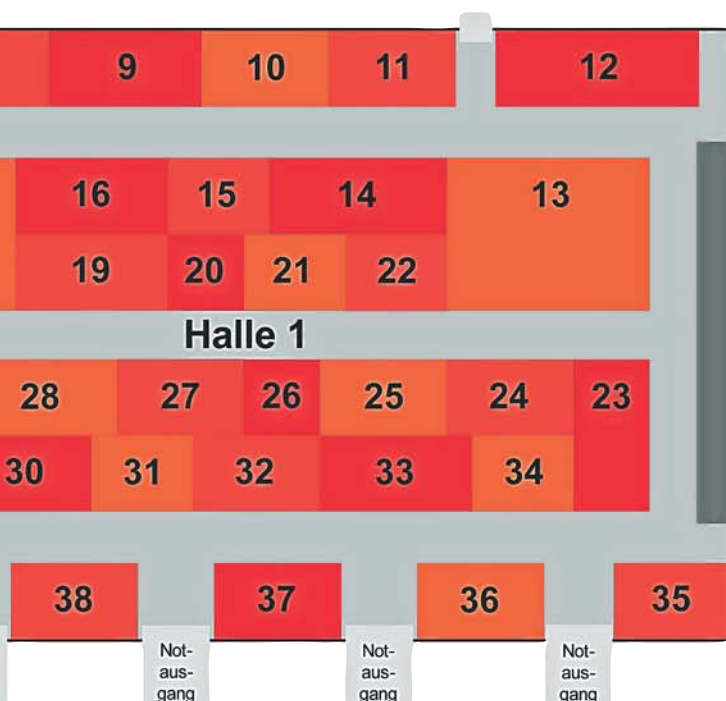 9 10 11 12
16 15 14 13
19 20 21 22
Halle 1
28 27 26 25 24 23
30 31 32 33 34
38 37 36 35
Not- Not- Not-
aus- aus- aus-
gang gang gang